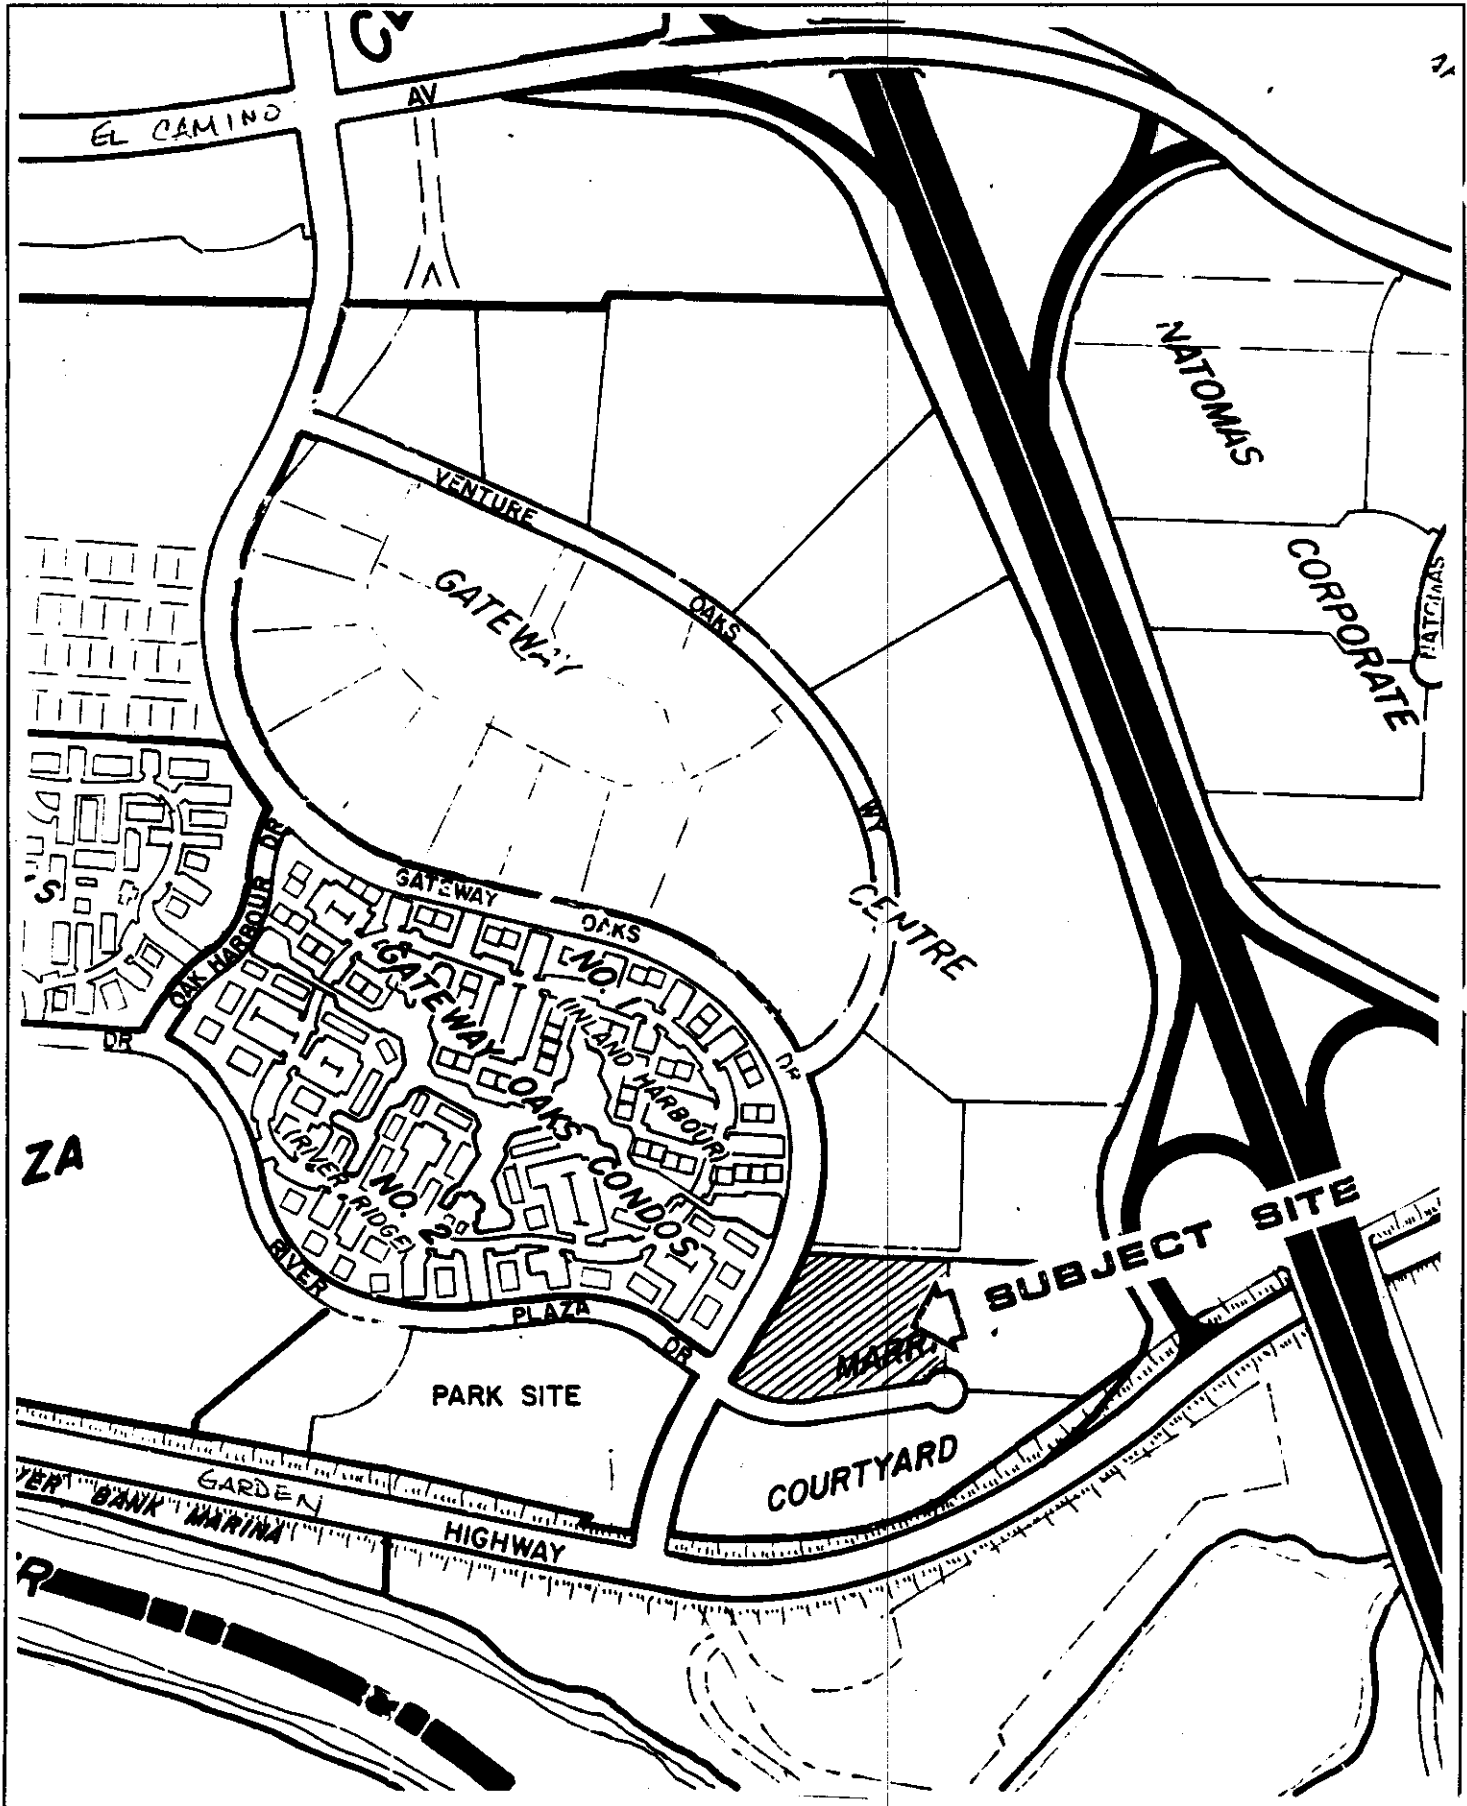 EL CAMINO
AV
NATOMAS
VENTURE
OAKS
WY
GATEWAY
CENTRE
CORPORATE
NATOMAS
'S
OAK HARBOUR DR
GATEWAY
OAKS
DR
GATEWAY
OAKS
CONDOS
NO. 1
(INLAND HARBOUR)
NO. 2
(RIVER RIDGE)
DR
ZA
RIVER
PLAZA
DR
SUBJECT SITE
MARR.
PARK SITE
COURTYARD
GARDEN
HIGHWAY
VER BANK MARINA
R